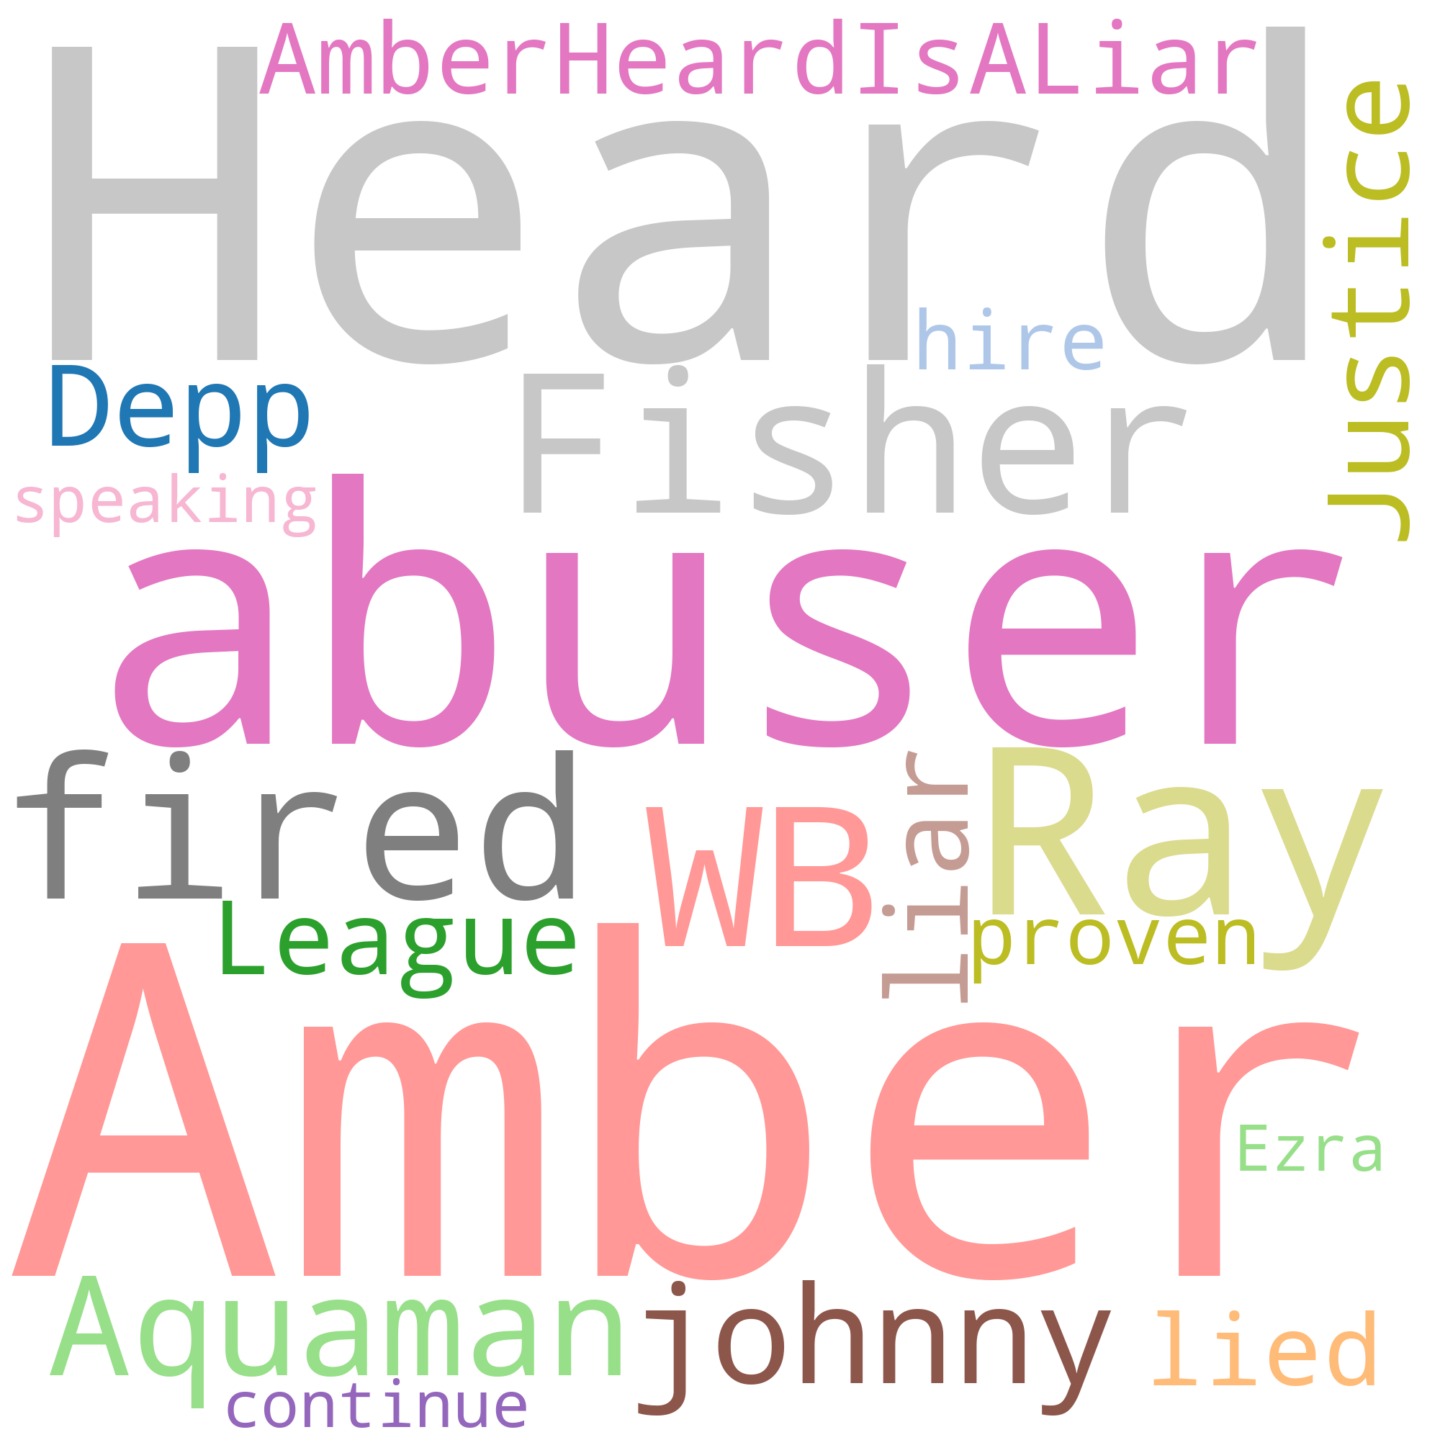 AmberHeardIsALiar
Heard
Justice
hire
Depp
Fisher
speaking
abuser
fired
WB
liar
Ray
League
proven
Amber
Ezra
Aquaman
johnny
lied
continue